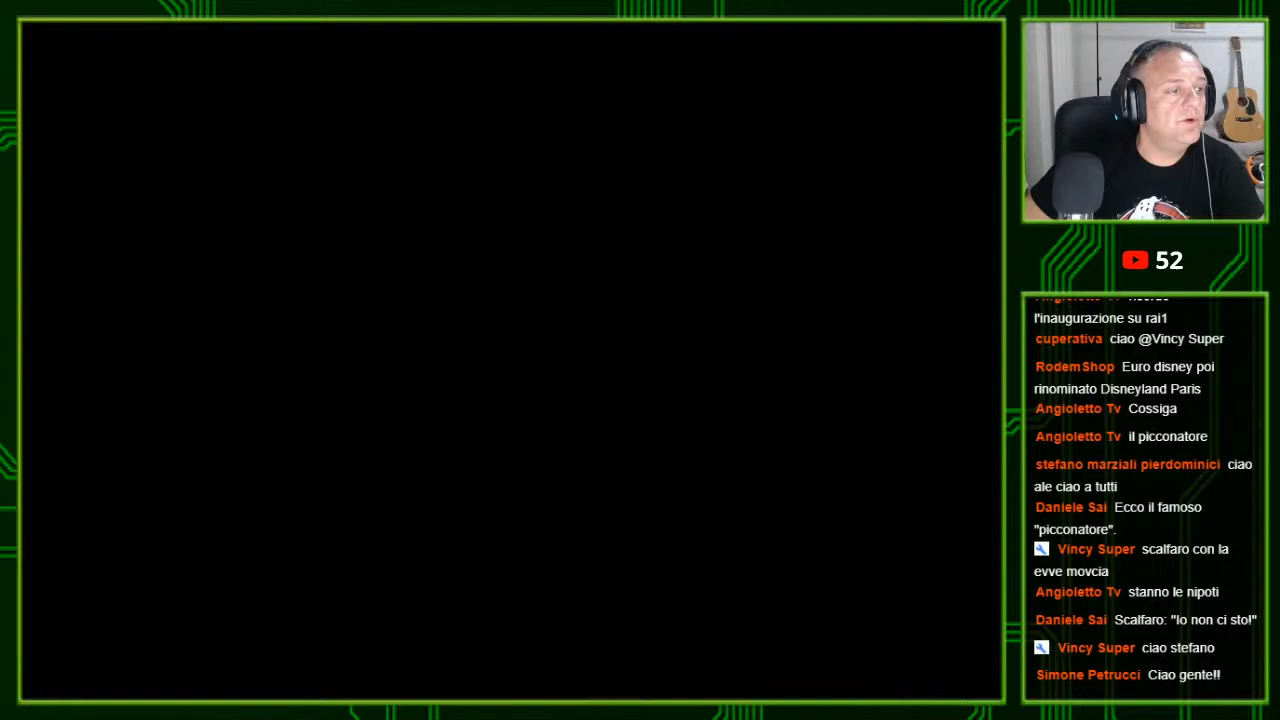 52
l'inaugurazione su rai1
cuperativa ciao @Vincy Super
RodemShop Euro disney poi
rinominato Disneyland Paris
Angioletto Tv Cossiga
Angioletto Tv il picconatore
stefano marziali pierdominici ciao
ale ciao a tutti
Daniele Sai Ecco il famoso
"picconatore".
Vincy Super scalfaro con la
evve movcia
Angioletto Tv stanno le nipoti
Daniele Sai Scalfaro: "Io non ci sto!"
Vincy Super ciao stefano
Simone Petrucci Ciao gente!!